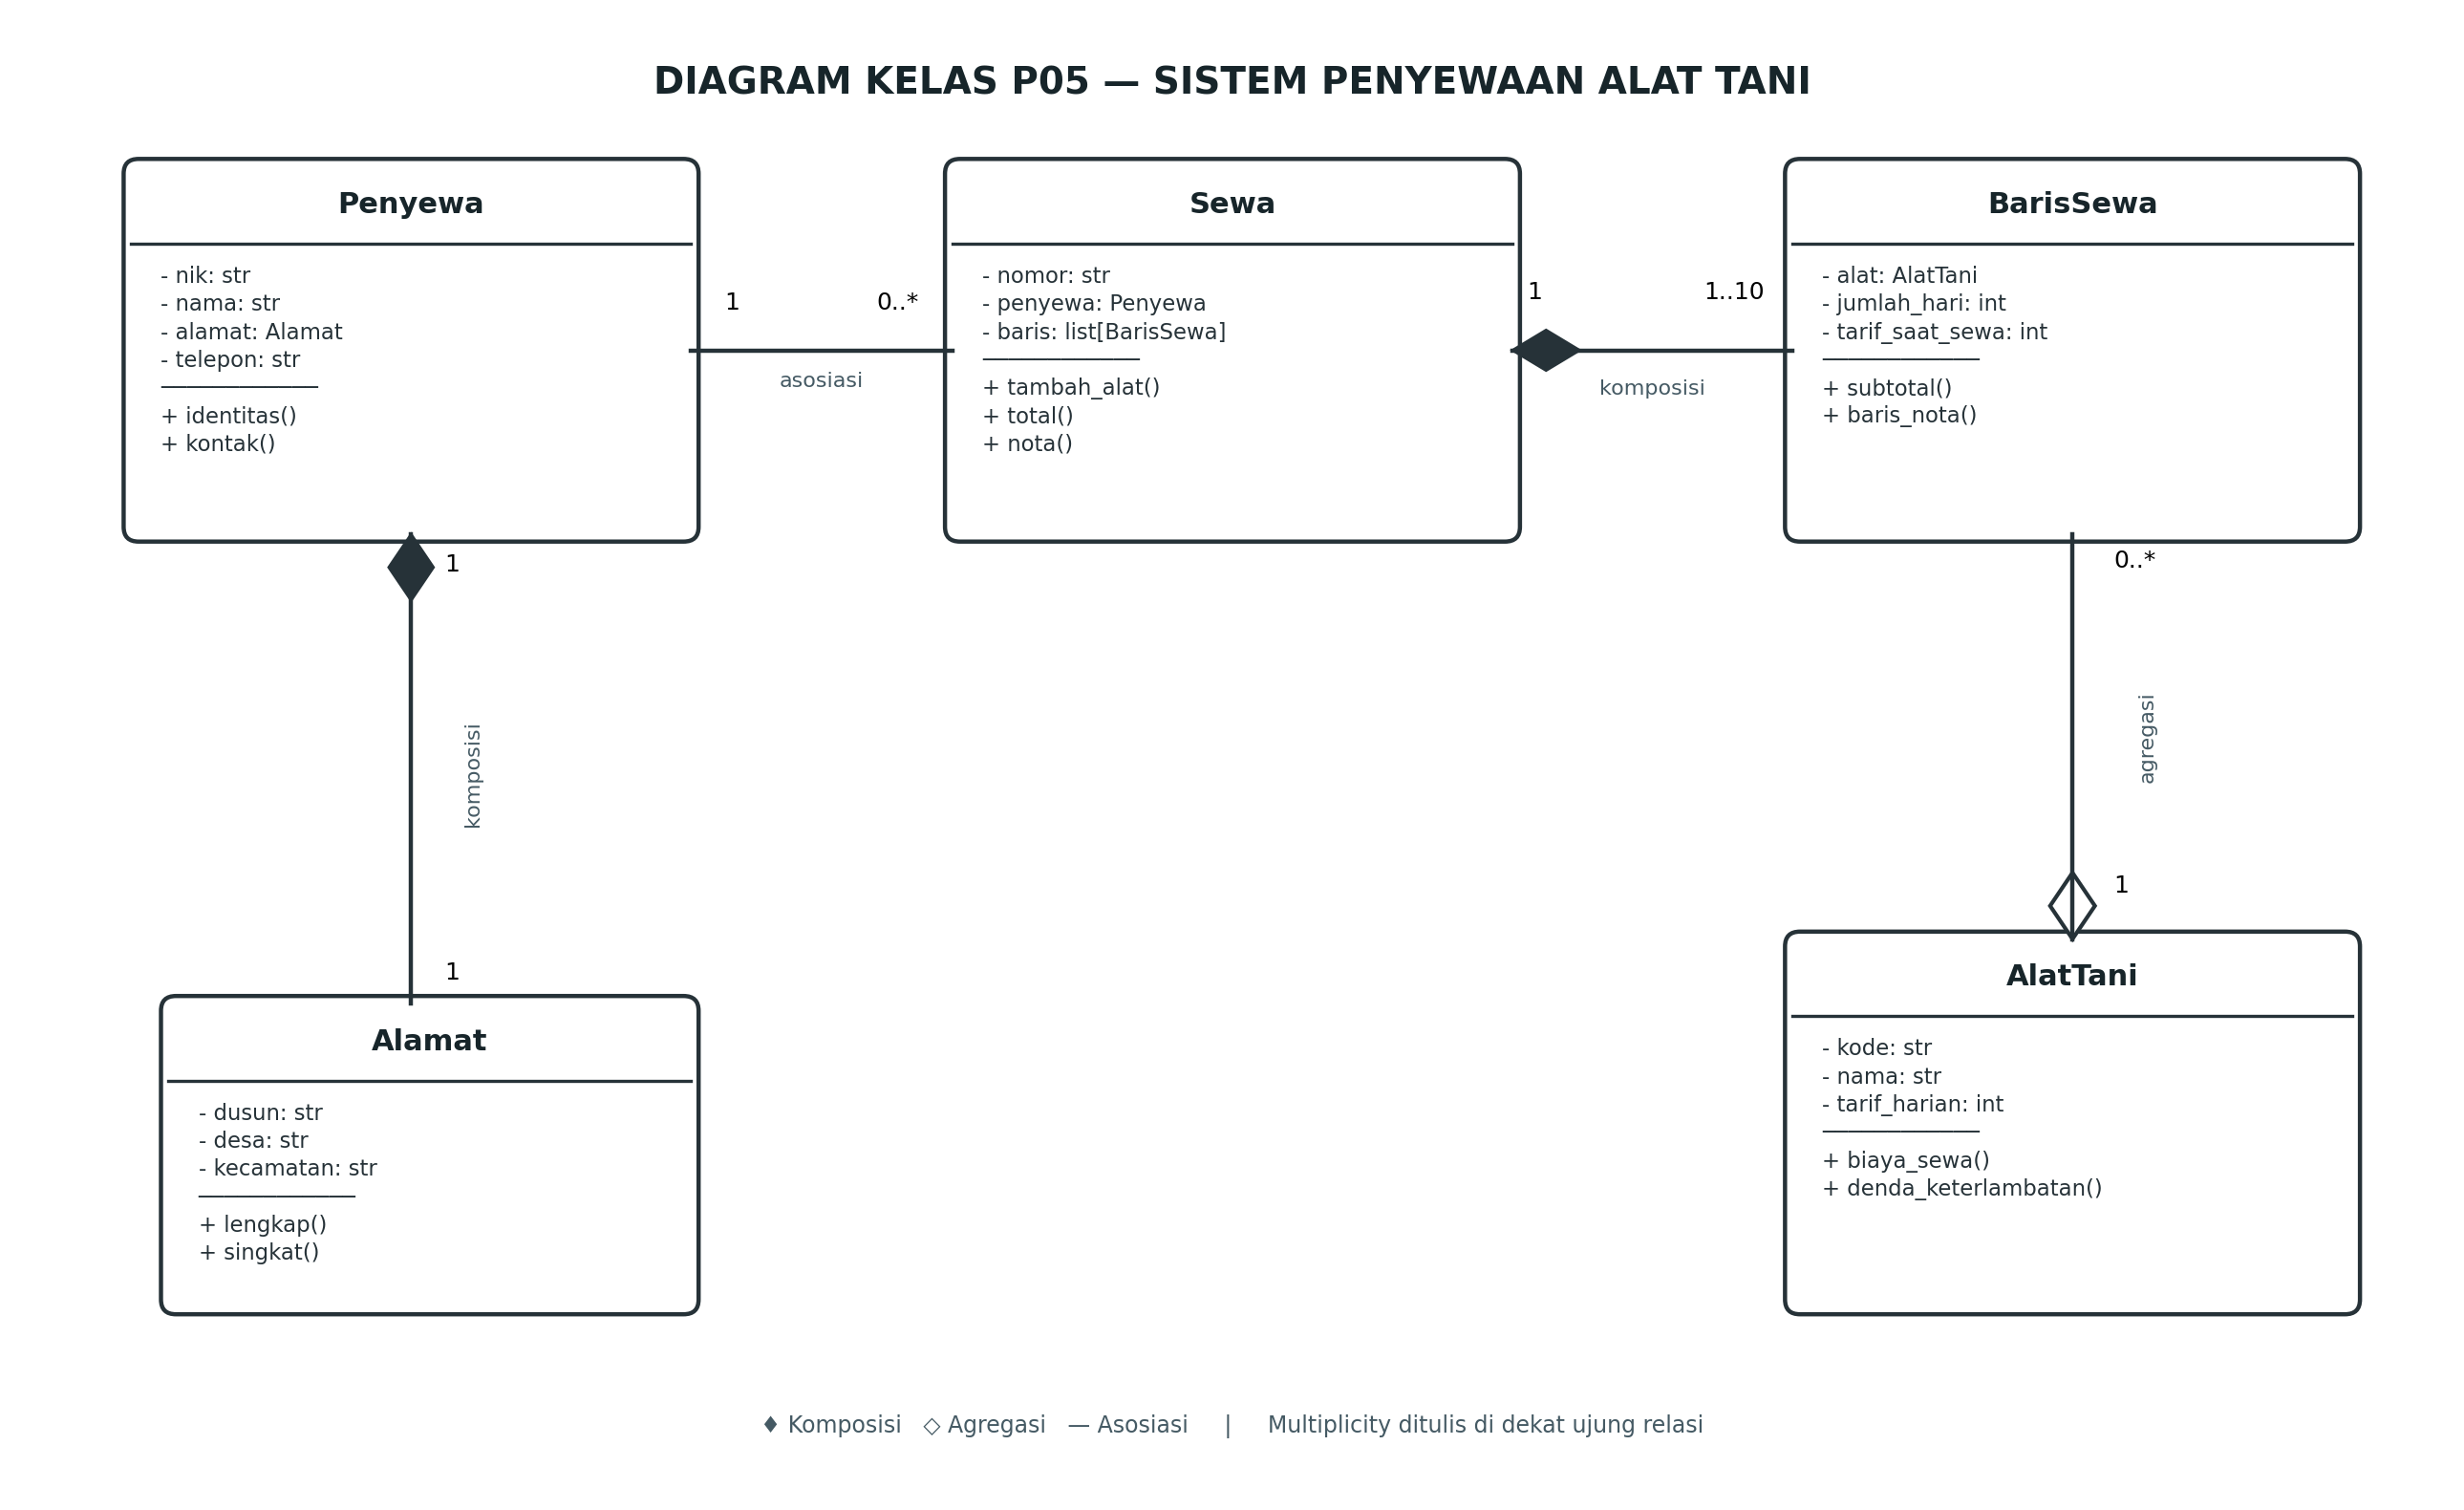 DIAGRAM KELAS P05 — SISTEM PENYEWAAN ALAT TANI
Penyewa
- nik: str
- nama: str
- alamat: Alamat
- telepon: str
+ identitas()
+ kontak()
1
0..*
asosiasi
Sewa
- nomor: str
- penyewa: Penyewa
- baris: list[BarisSewa]
+ tambah_alat()
+ total()
+ nota()
1
1..10
komposisi
BarisSewa
- alat: AlatTani
- jumlah_hari: int
- tarif_saat_sewa: int
+ subtotal()
+ baris_nota()
1
komposisi
1
0..*
agregasi
1
Alamat
- dusun: str
- desa: str
- kecamatan: str
+ lengkap()
+ singkat()
AlatTani
- kode: str
- nama: str
- tarif_harian: int
+ biaya_sewa()
+ denda_keterlambatan()
♦ Komposisi ◇ Agregasi — Asosiasi | Multiplicity ditulis di dekat ujung relasi